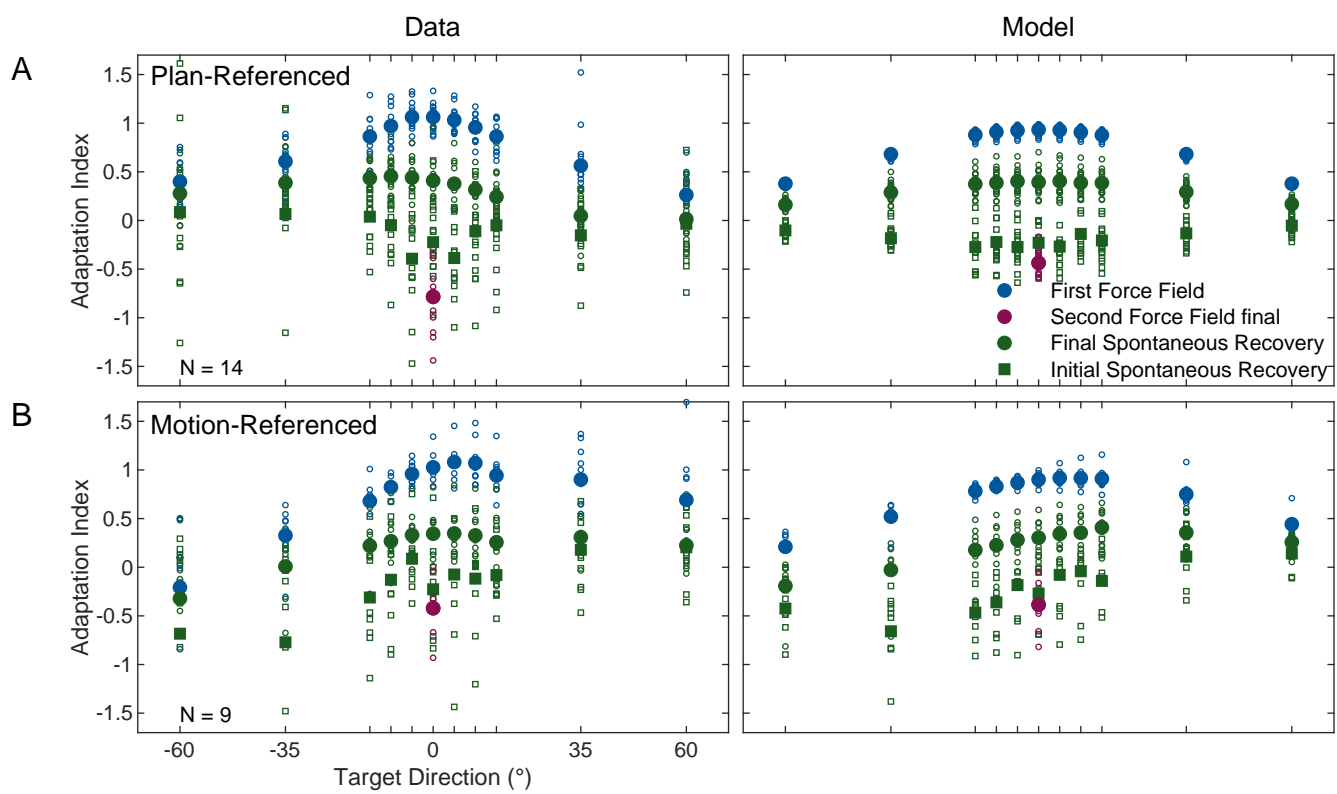 Data
Model
A
Plan-Referenced
1.5
1
0.5
0
-0.5
-1
-1.5
Adaptation Index
N = 14
First Force Field
Second Force Field final
Final Spontaneous Recovery
Initial Spontaneous Recovery
B
Motion-Referenced
1.5
1
0.5
0
-0.5
-1
-1.5
Adaptation Index
N = 9
-60
-35
0
35
60
Target Direction (°)